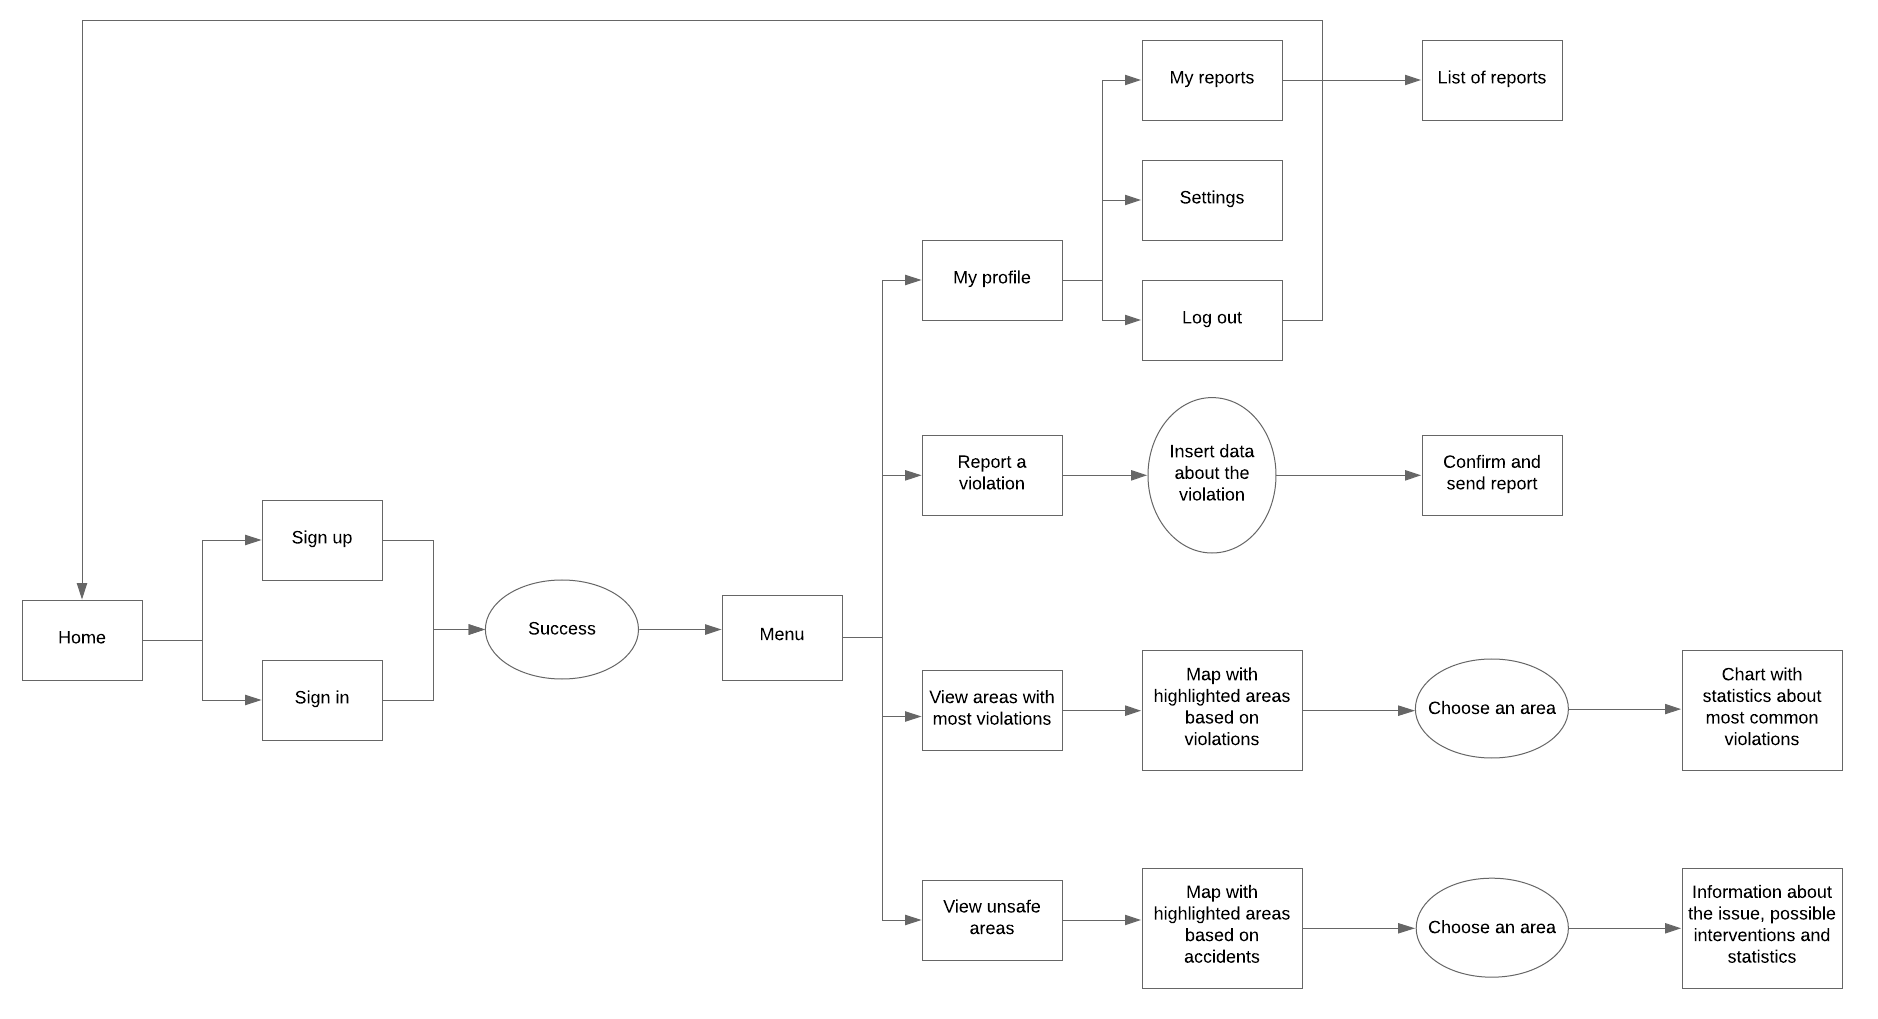 My reports
List of reports
Settings
My profile
Log out
Report a
violation
Insert data
about the
violation
Confirm and
send report
Sign up
Home
Sign in
Success
Menu
View areas with
most violations
Map with
highlighted areas
based on
violations
Choose an area
Chart with
statistics about
most common
violations
View unsafe
areas
Map with
highlighted areas
based on
accidents
Choose an area
Information about
the issue, possible
interventions and
statistics